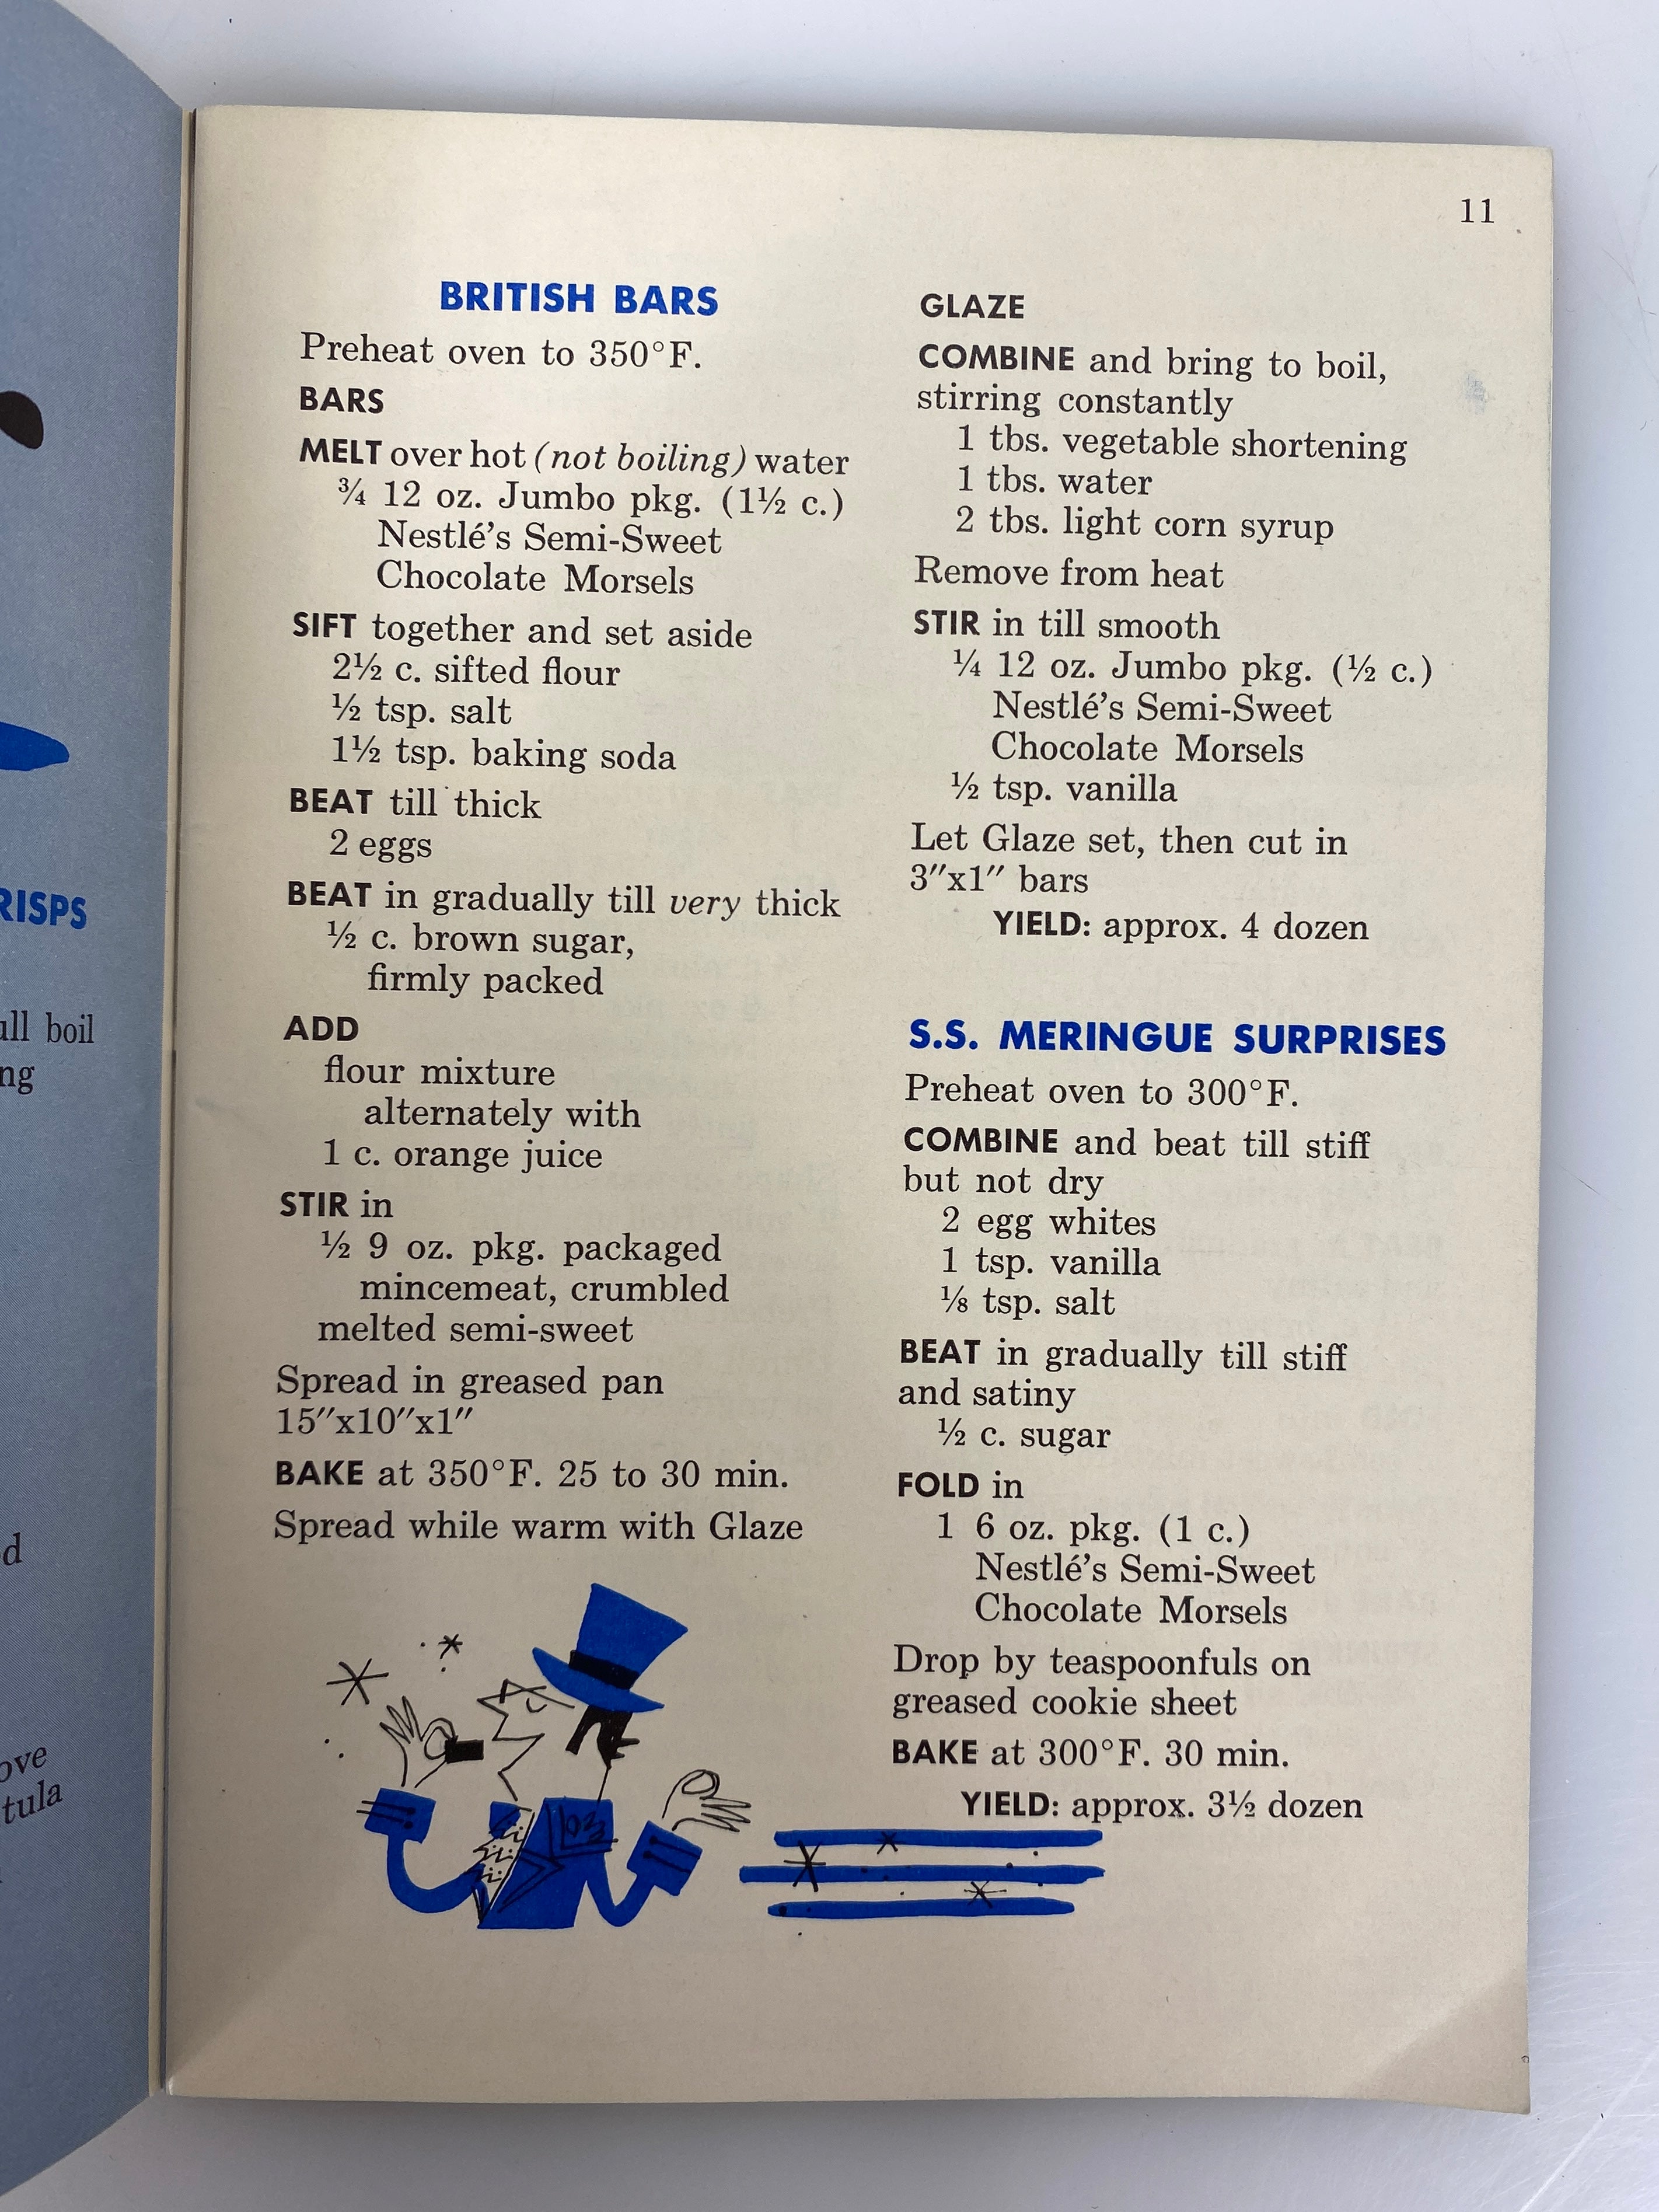 11
BRITISH BARS
Preheat oven to 350°F.
BARS
MELT over hot (not boiling) water
¾ 12 oz. Jumbo pkg. (1½ c.)
Nestlé's Semi-Sweet
Chocolate Morsels
SIFT together and set aside
2½ c. sifted flour
½ tsp. salt
1½ tsp. baking soda
BEAT till thick
2 eggs
BEAT in gradually till very thick
½ c. brown sugar,
firmly packed
ADD
flour mixture
alternately with
1 c. orange juice
STIR in
½ 9 oz. pkg. packaged
mincemeat, crumbled
melted semi-sweet
Spread in greased pan
15″x10″x1″
BAKE at 350°F. 25 to 30 min.
Spread while warm with Glaze
GLAZE
COMBINE and bring to boil,
stirring constantly
1 tbs. vegetable shortening
1 tbs. water
2 tbs. light corn syrup
Remove from heat
STIR in till smooth
¼ 12 oz. Jumbo pkg. (½ c.)
Nestlé's Semi-Sweet
Chocolate Morsels
½ tsp. vanilla
Let Glaze set, then cut in
3″x1″ bars
YIELD: approx. 4 dozen
S.S. MERINGUE SURPRISES
Preheat oven to 300°F.
COMBINE and beat till stiff
but not dry
2 egg whites
1 tsp. vanilla
⅛ tsp. salt
BEAT in gradually till stiff
and satiny
½ c. sugar
FOLD in
1 6 oz. pkg. (1 c.)
Nestlé's Semi-Sweet
Chocolate Morsels
Drop by teaspoonfuls on
greased cookie sheet
BAKE at 300°F. 30 min.
YIELD: approx. 3½ dozen
RISPS
boil